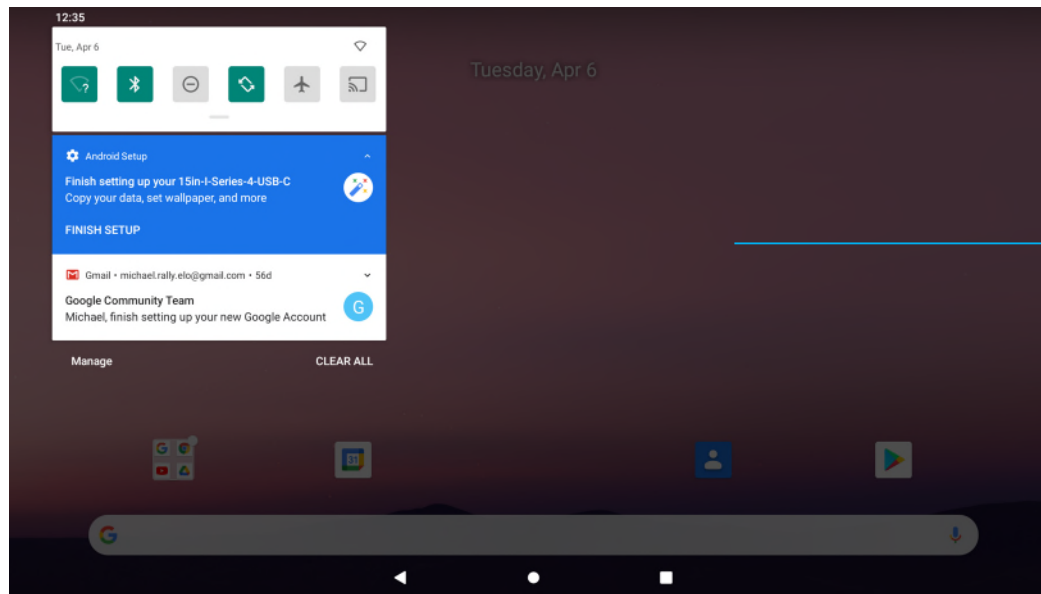 12:35
Tue, Apr 6
Tuesday, Apr 6
?
Android Setup
Finish setting up your 15in-I-Series-4-USB-C
Copy your data, set wallpaper, and more
FINISH SETUP
Gmail • michael.rally.elo@gmail.com • 56d
Google Community Team
Michael, finish setting up your new Google Account
G
Manage
CLEAR ALL
G
31
G